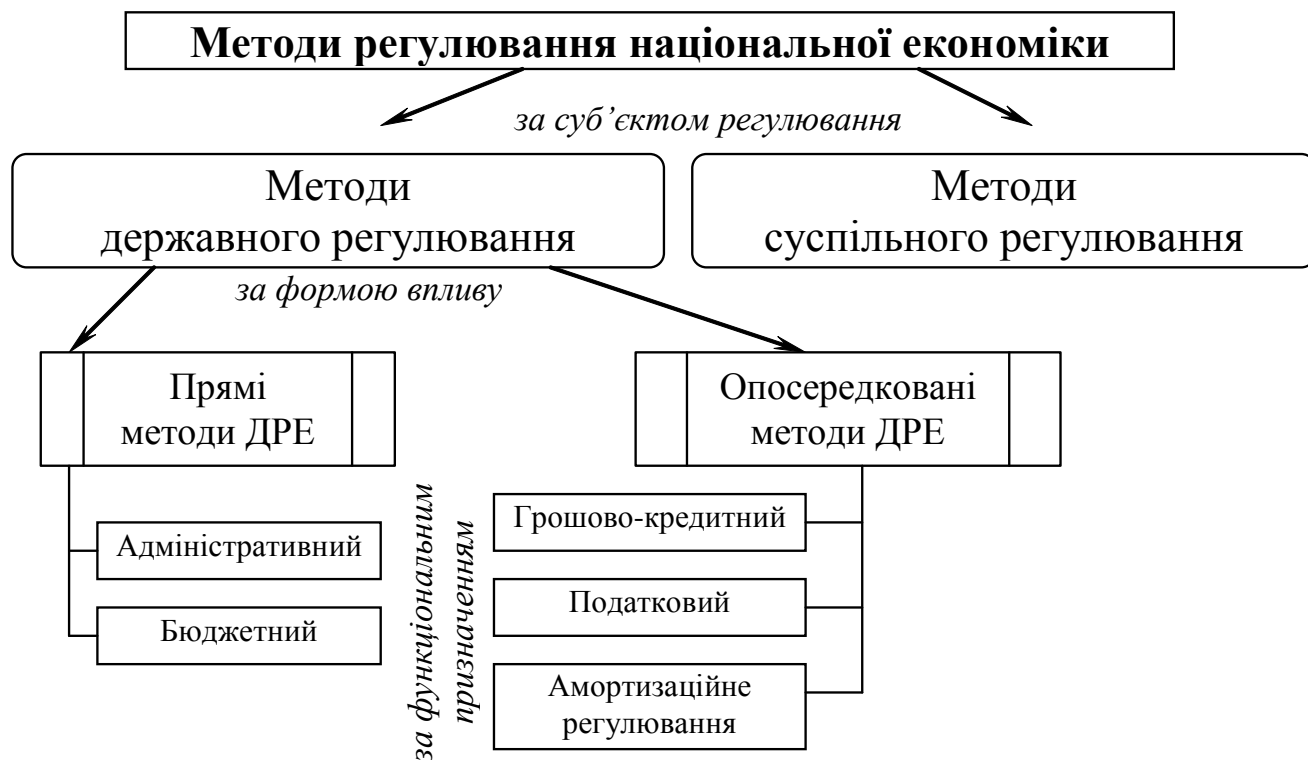 Методи регулювання національної економіки
за суб’єктом регулювання
Методи
державного регулювання
Методи
суспільного регулювання
за формою впливу
Прямі
методи ДРЕ
Опосередковані
методи ДРЕ
за функціональним
призначенням
Адміністративний
Бюджетний
Грошово-кредитний
Податковий
Амортизаційне
регулювання